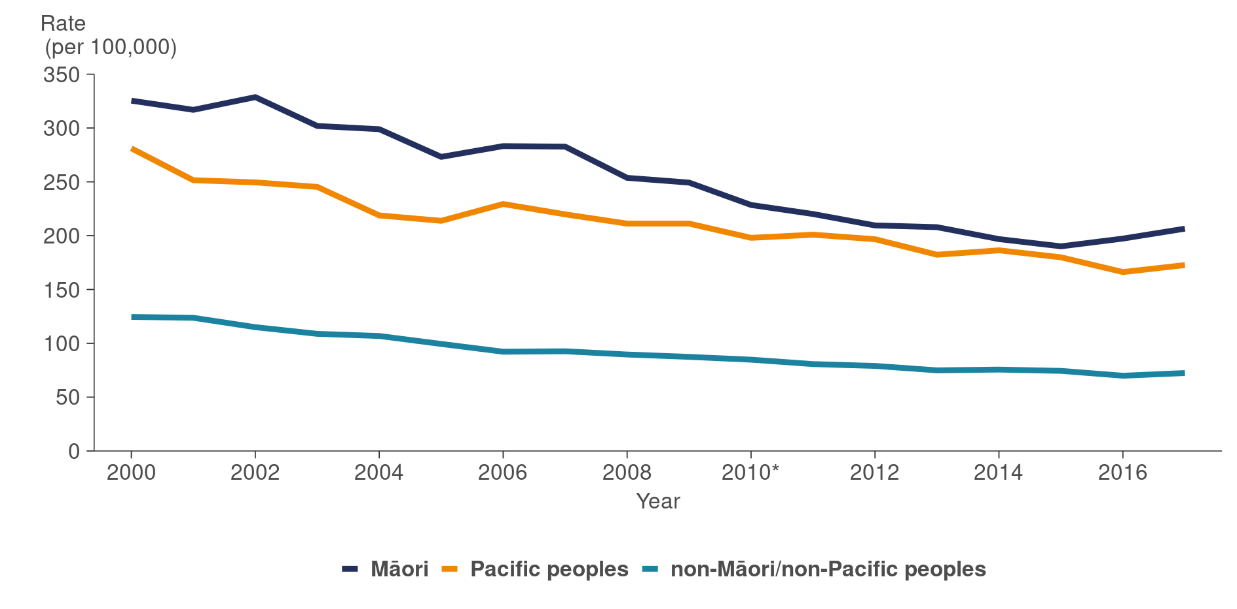 Rate
(per 100,000)
350
300
250
200
150
100
50
0
2000 2002 2004 2006 2008 2010* 2012 2014 2016
Year
Māori Pacific peoples non-Māori/non-Pacific peoples